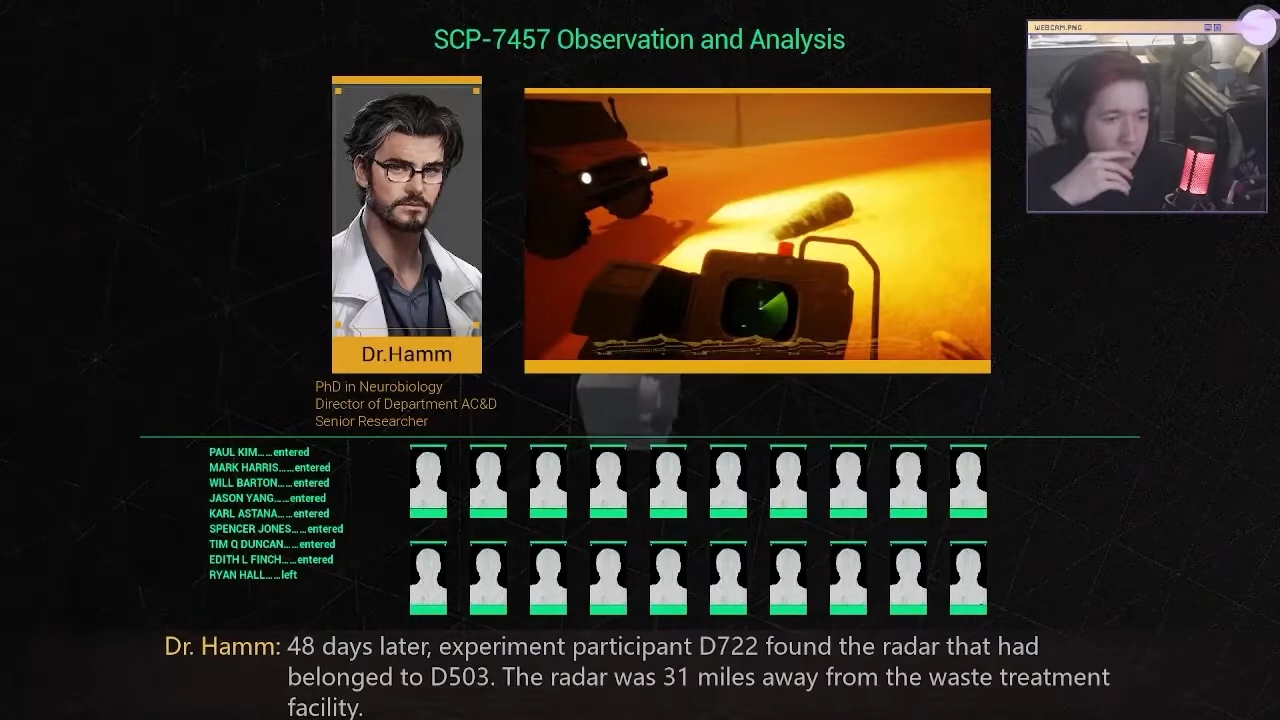 SCP-7457 Observation and Analysis
WEBCAM.PNG
Dr.Hamm
PhD in Neurobiology
Director of Department AC&D
Senior Researcher
PAUL KIM......entered
MARK HARRIS......entered
WILL BARTON......entered
JASON YANG......entered
KARL ASTANA......entered
SPENCER JONES......entered
TIM Q DUNCAN......entered
EDITH L FINCH......entered
RYAN HALL......left
Dr. Hamm: 48 days later, experiment participant D722 found the radar that had
belonged to D503. The radar was 31 miles away from the waste treatment
facility.